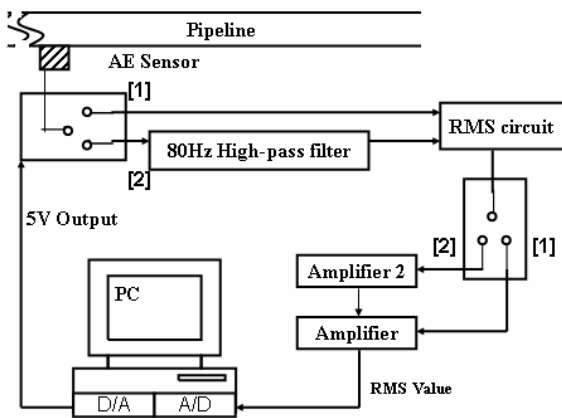 Pipeline
AE Sensor
[1]
RMS circuit
80Hz High-pass filter
[2]
5V Output
[2]
[1]
Amplifier 2
PC
Amplifier
RMS Value
D/A
A/D